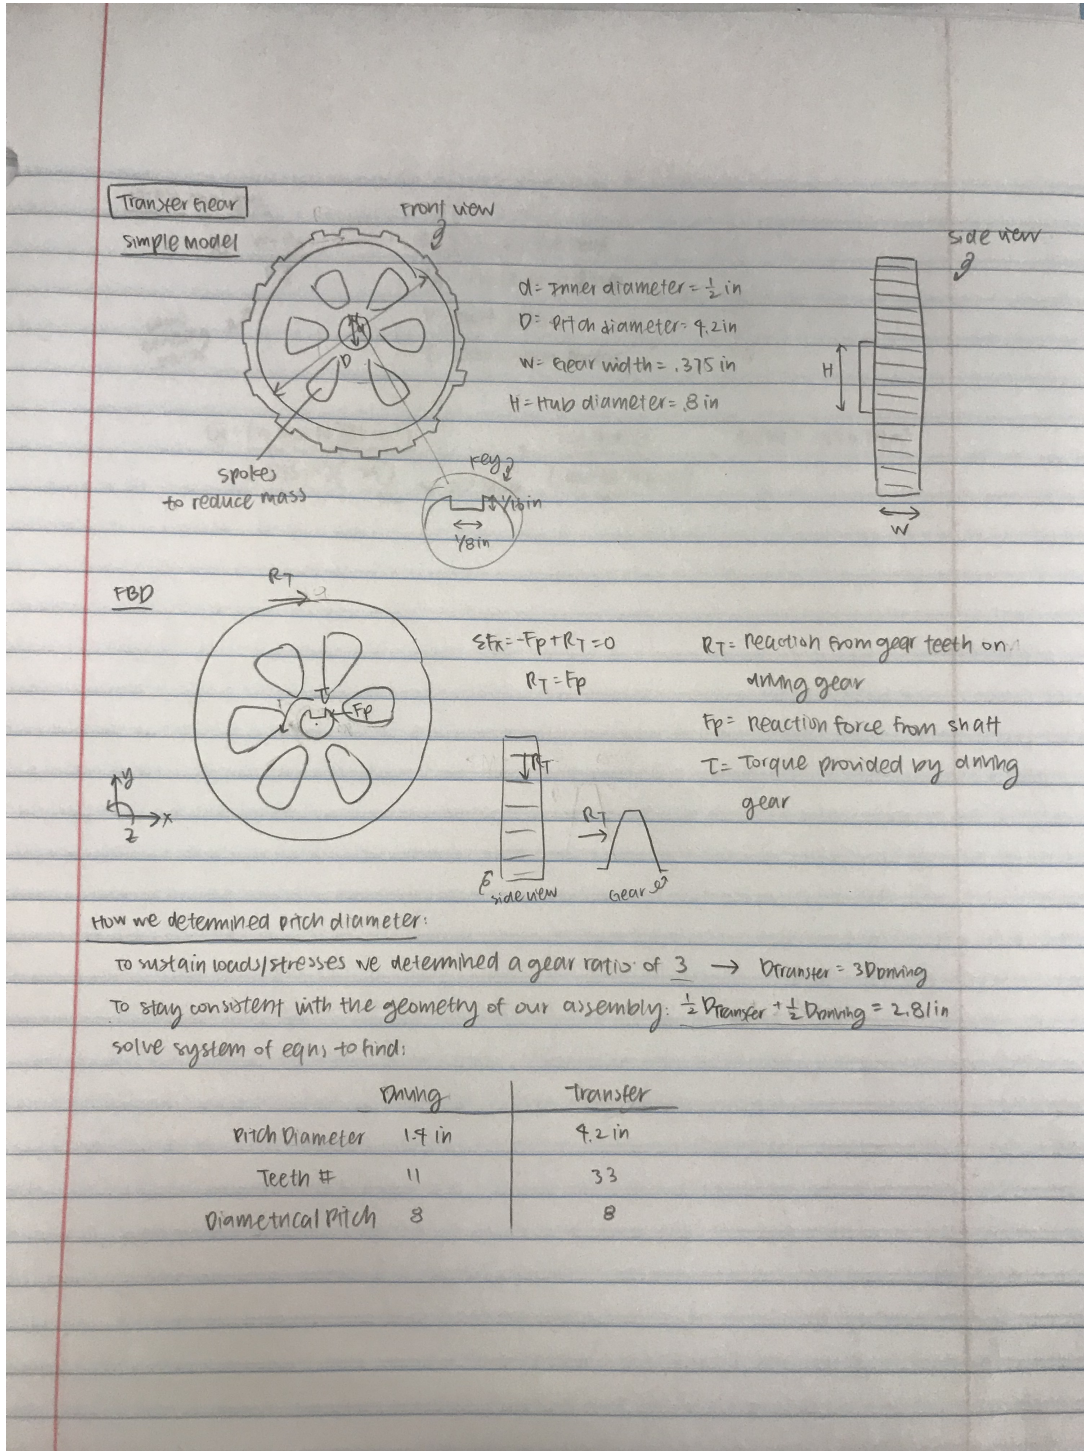 Transfer Gear
Simple model
Front view
side view
d = Inner diameter = 1/2 in
D = Pitch diameter = 4.2 in
W = Gear width = .375 in
H = Hub diameter = .8 in
H
D
W
spokes
to reduce mass
Key
1/16 in
1/8 in
FBD
RT
ΣFx = -Fp + RT = 0
RT = Fp
RT = reaction from gear teeth on
driving gear
Fp = reaction force from shaft
T = Torque provided by driving
gear
T
Fp
y
x
z
RT
RT
side view
Gear
How we determined pitch diameter:
To sustain loads/stresses we determined a gear ratio of 3 → DTransfer = 3DDriving
To stay consistent with the geometry of our assembly: 1/2 DTransfer + 1/2 DDriving = 2.81 in
solve system of eqns to find:
Driving Transfer
Pitch Diameter 1.4 in 4.2 in
Teeth # 11 33
Diametrical Pitch 8 8